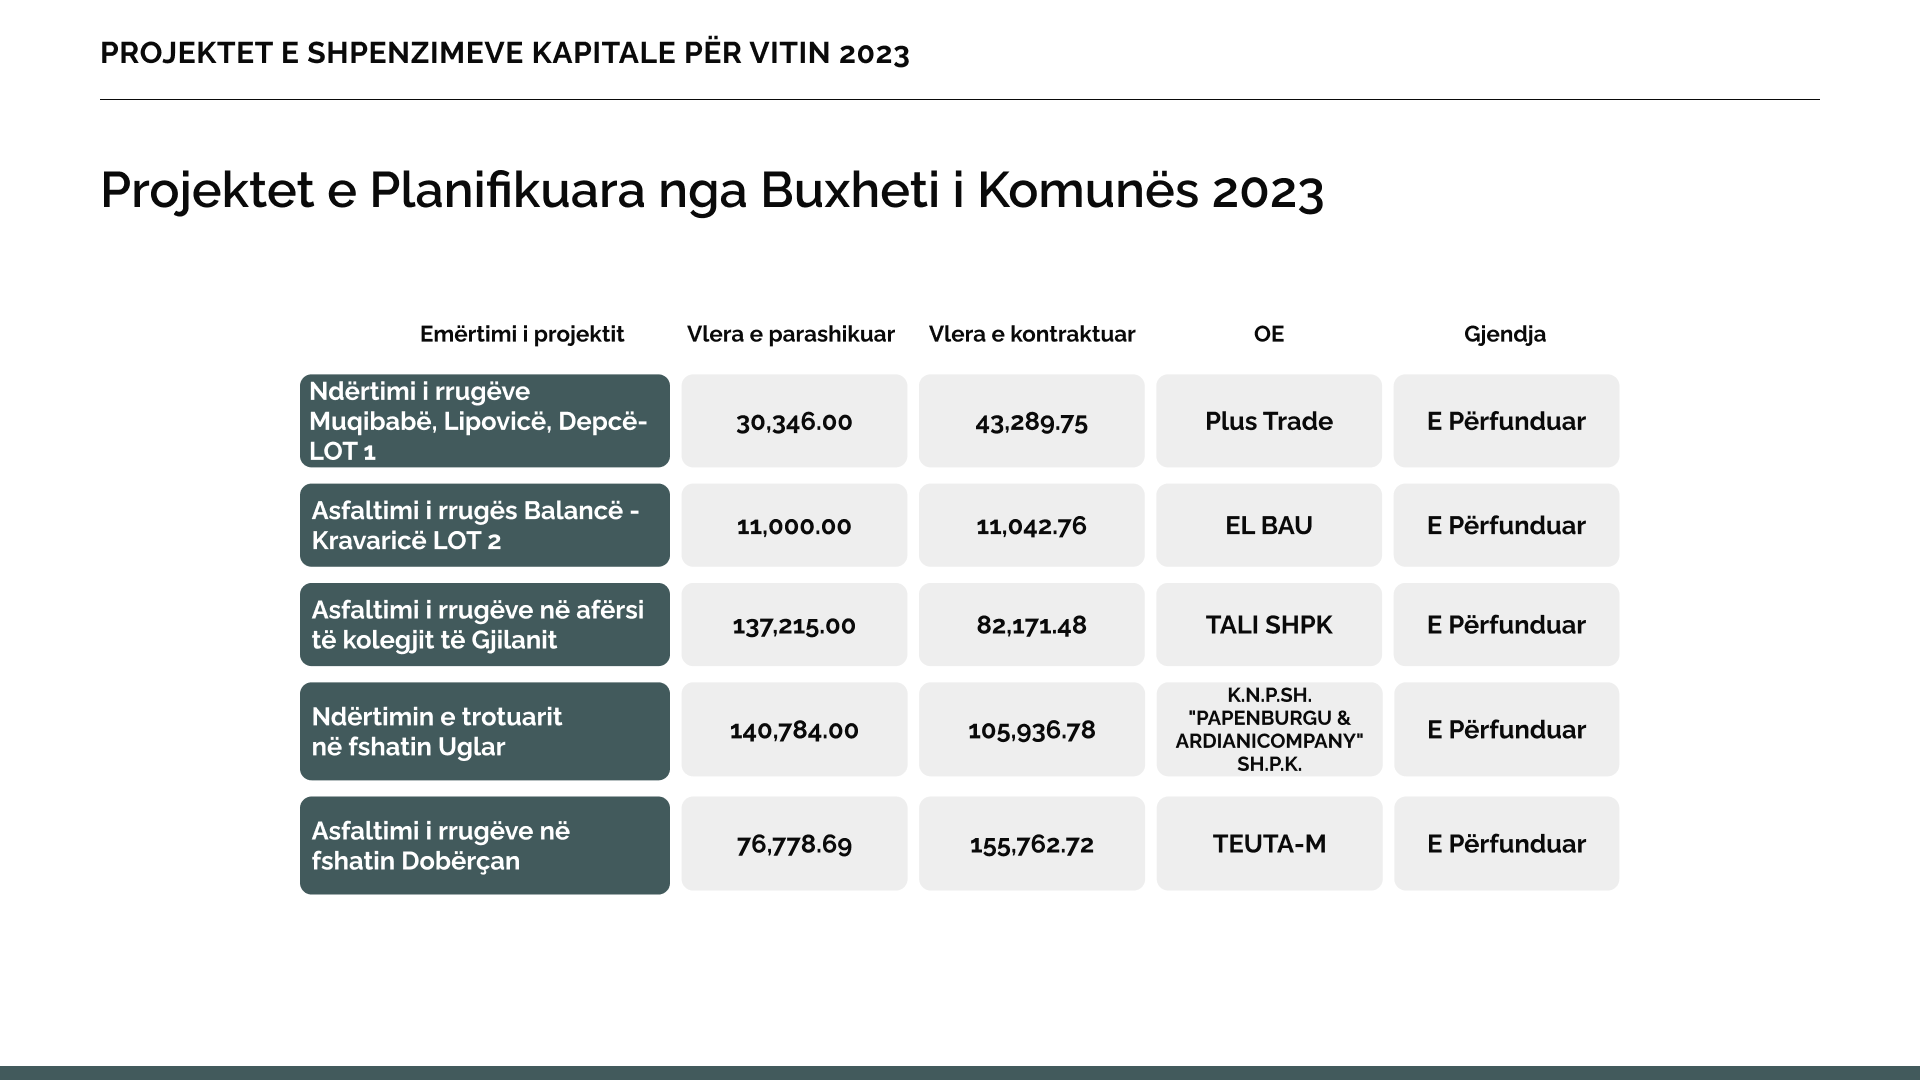 PROJEKTET E SHPENZIMEVE KAPITALE PËR VITIN 2023
Projektet e Planifikuara nga Buxheti i Komunës 2023
Emërtimi i projektit
Vlera e parashikuar
Vlera e kontraktuar
OE
Gjendja
Ndërtimi i rrugëve
Muqibabë, Lipovicë, Depcë-
LOT 1
30,346.00
43,289.75
Plus Trade
E Përfunduar
Asfaltimi i rrugës Balancë -
Kravaricë LOT 2
11,000.00
11,042.76
EL BAU
E Përfunduar
Asfaltimi i rrugëve në afërsi
të kolegjit të Gjilanit
137,215.00
82,171.48
TALI SHPK
E Përfunduar
Ndërtimin e trotuarit
në fshatin Uglar
140,784.00
105,936.78
K.N.P.SH.
"PAPENBURGU &
ARDIANICOMPANY"
SH.P.K.
E Përfunduar
Asfaltimi i rrugëve në
fshatin Dobërçan
76,778.69
155,762.72
TEUTA-M
E Përfunduar